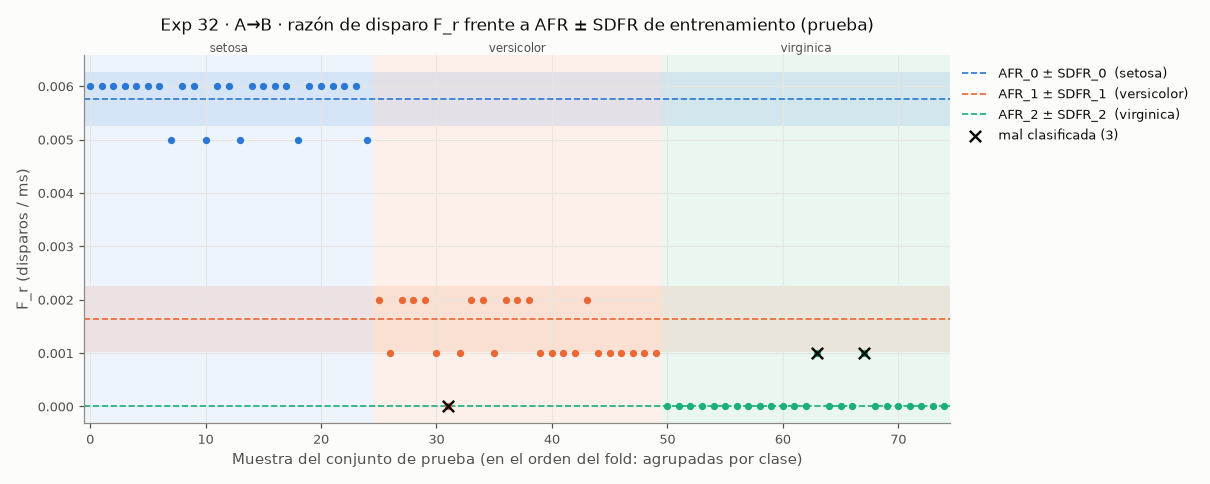 Exp 32 · A→B · razón de disparo F_r frente a AFR ± SDFR de entrenamiento (prueba)
setosa
versicolor
virginica
AFR_0 ± SDFR_0 (setosa)
AFR_1 ± SDFR_1 (versicolor)
AFR_2 ± SDFR_2 (virginica)
mal clasificada (3)
F_r (disparos / ms)
0.006
0.005
0.004
0.003
0.002
0.001
0.000
0
10
20
30
40
50
60
70
Muestra del conjunto de prueba (en el orden del fold: agrupadas por clase)